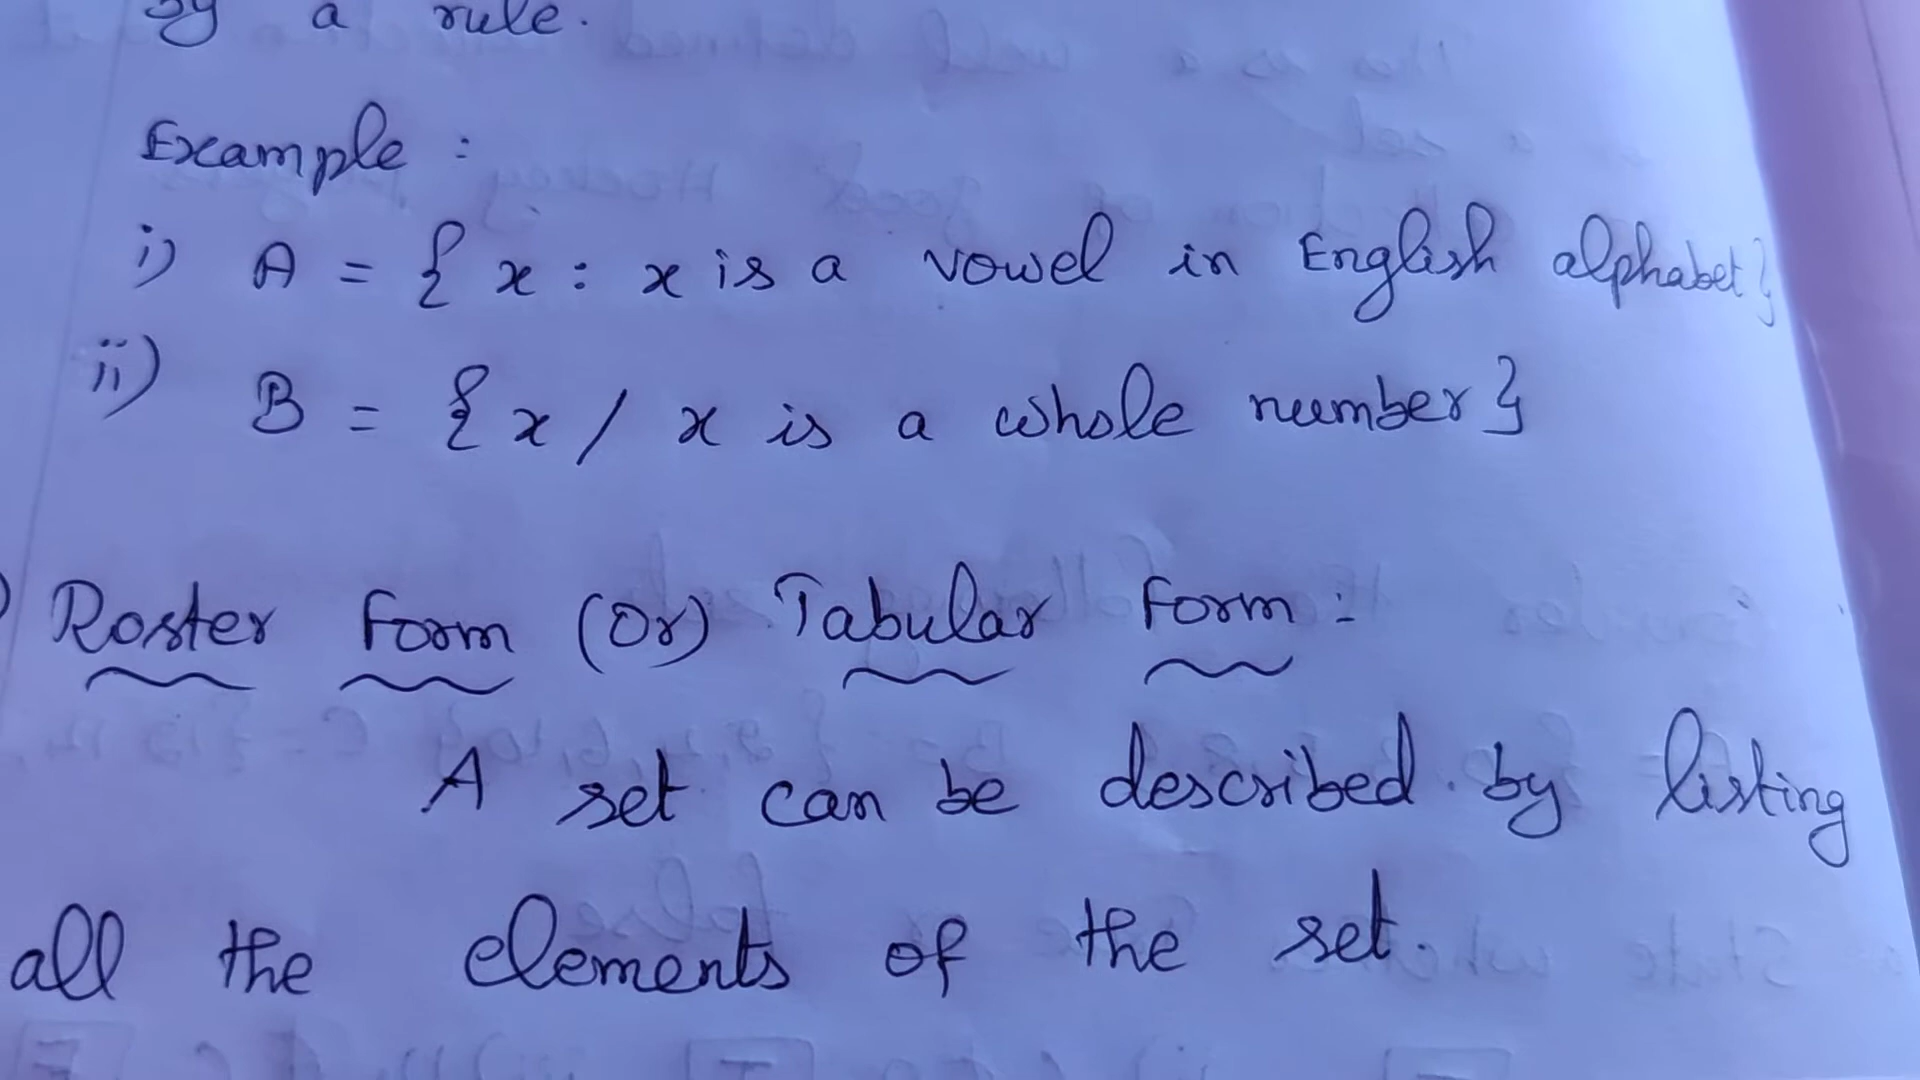 by a rule.
Example :
i) A = { x : x is a vowel in English alphabet}
ii) B = {x / x is a whole number}
) Roster Form (Or) Tabular Form :
A set can be described by listing
all the elements of the set.